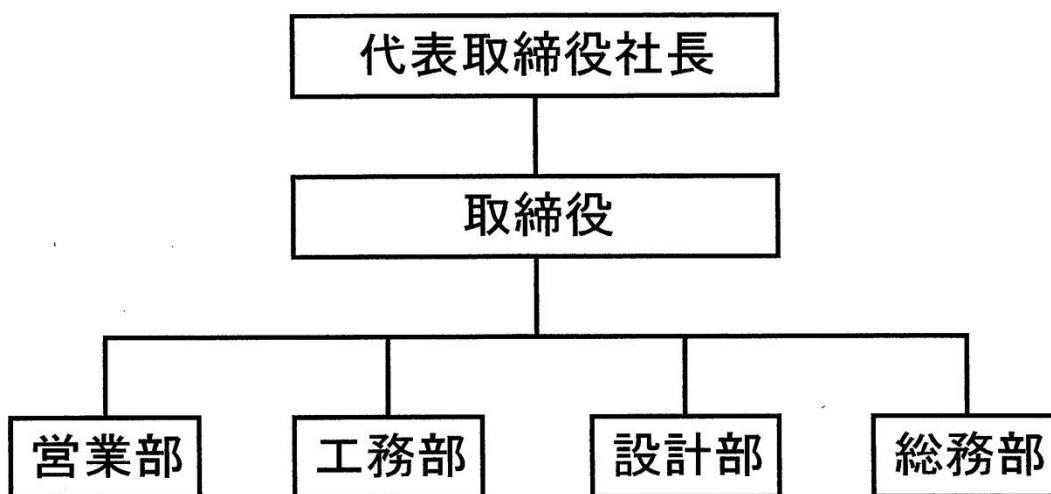 代表取締役社長
取締役
営業部
工務部
設計部
総務部